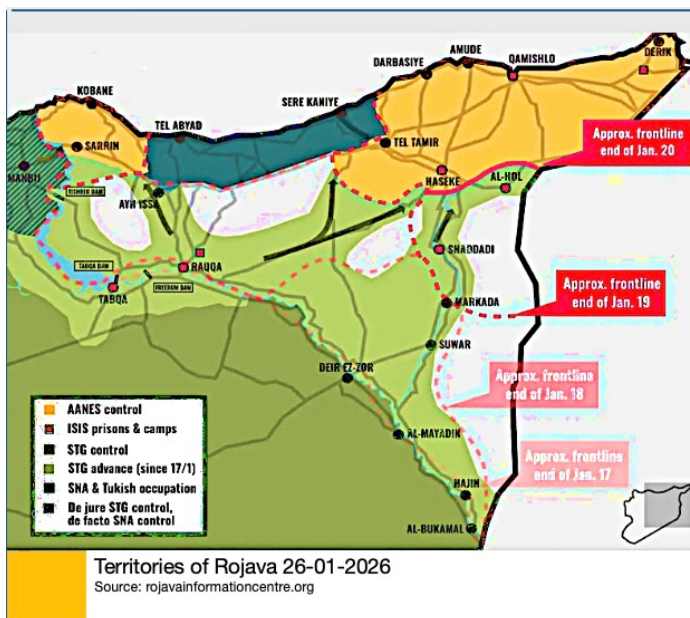 DERIK
AMUDE
QAMISHLO
DARBASIYE
KOBANE
SERE KANIYE
TEL ABYAD
TEL TAMIR
SARRIN
Approx. frontline
end of Jan. 20
MANBIJ
HASEKE
AL-HOL
TISHRIN DAM
AYN ISSA
SHADDADI
TABQA DAM
RAQQA
Approx. frontline
end of Jan. 19
FREEDOM DAM
TABQA
MARKADA
SUWAR
DEIR EZ-ZOR
Approx. frontline
end of Jan. 18
AL-MAYADIN
Approx. frontline
end of Jan. 17
HAJIN
AL-BUKAMAL
AANES control
ISIS prisons & camps
STG control
STG advance (since 17/1)
SNA & Tukish occupation
De jure STG control,
de facto SNA control
Territories of Rojava 26-01-2026
Source: rojavainformationcentre.org